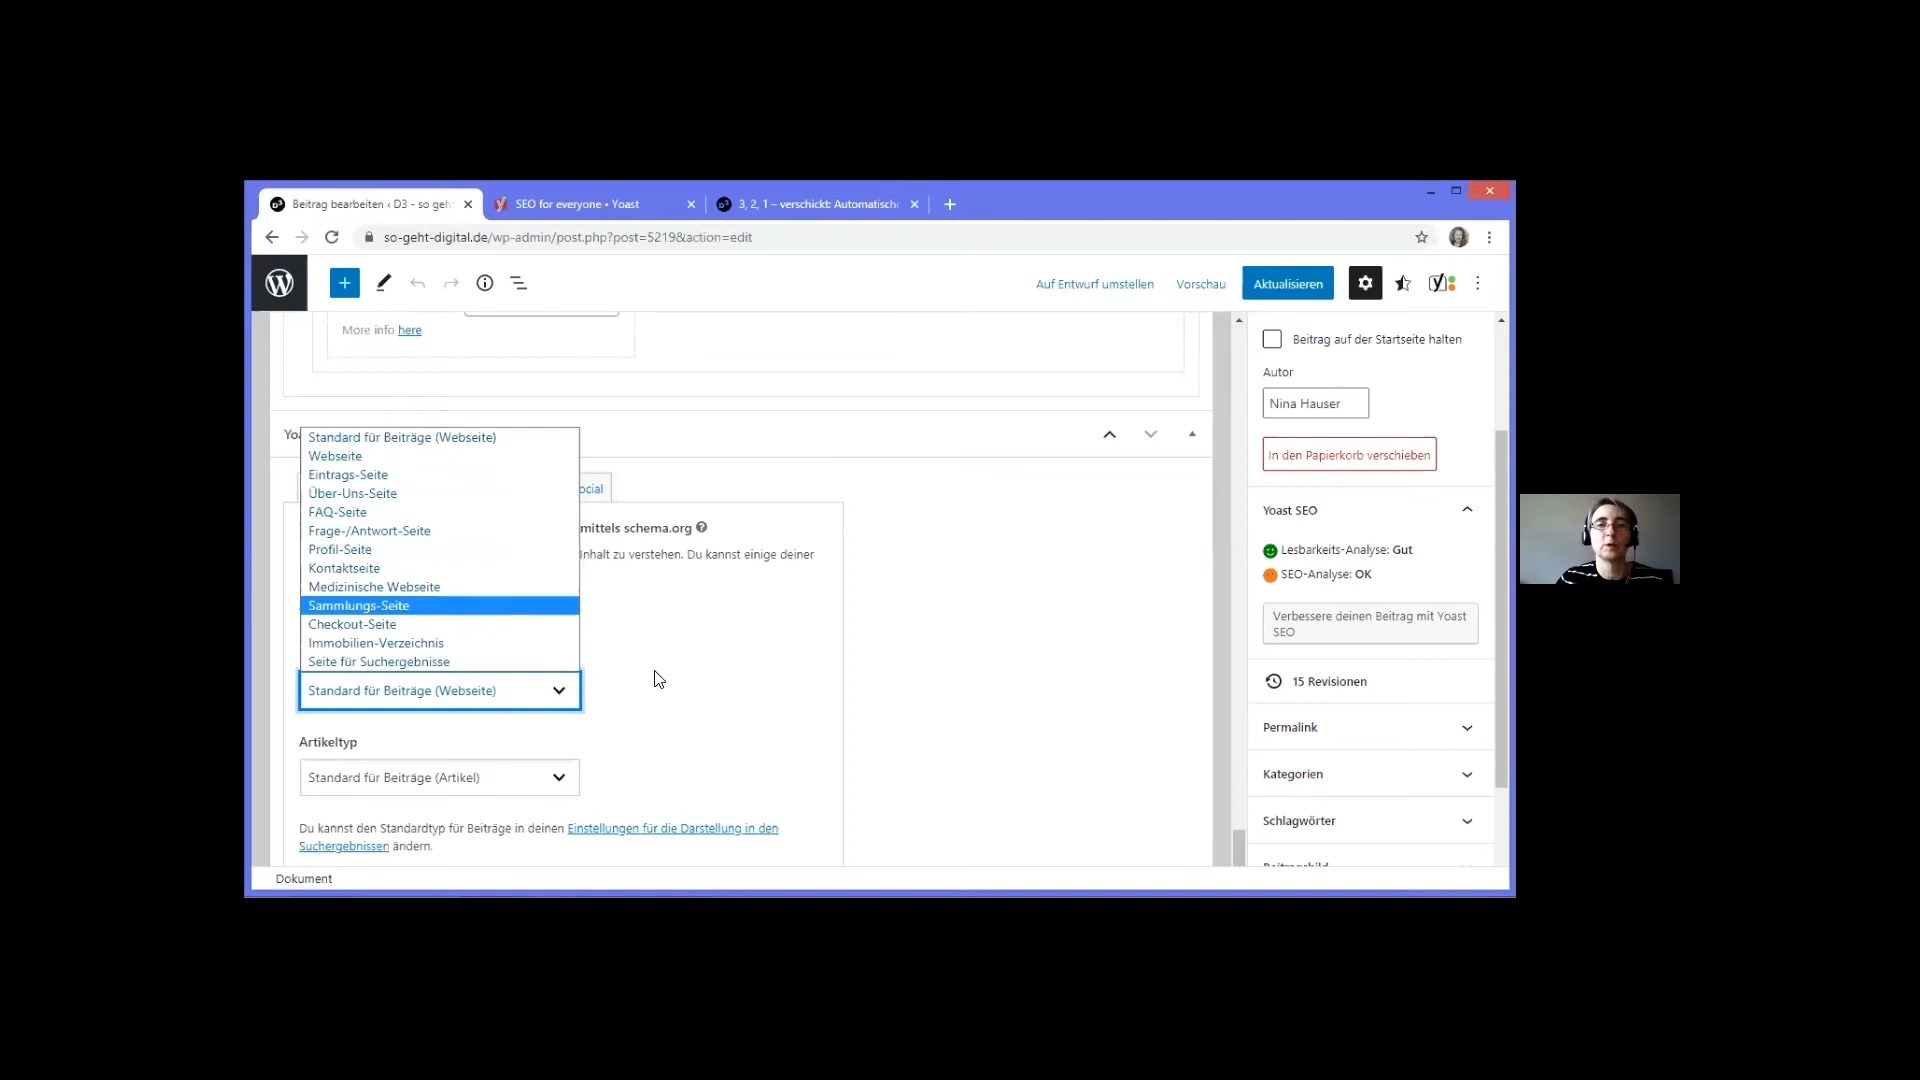 Beitrag bearbeiten ‹ D3 - so geh
SEO for everyone • Yoast
3, 2, 1 – verschickt: Automatisch
so-geht-digital.de/wp-admin/post.php?post=5219&action=edit
Auf Entwurf umstellen
Vorschau
Aktualisieren
More info here
Yoa
Standard für Beiträge (Webseite)
Webseite
Eintrags-Seite
Über-Uns-Seite
FAQ-Seite
Frage-/Antwort-Seite
Profil-Seite
Kontaktseite
Medizinische Webseite
Sammlungs-Seite
Checkout-Seite
Immobilien-Verzeichnis
Seite für Suchergebnisse
Standard für Beiträge (Webseite)
ocial
mittels schema.org
Inhalt zu verstehen. Du kannst einige deiner
Artikeltyp
Standard für Beiträge (Artikel)
Du kannst den Standardtyp für Beiträge in deinen Einstellungen für die Darstellung in den
Suchergebnissen ändern.
Dokument
Beitrag auf der Startseite halten
Autor
Nina Hauser
In den Papierkorb verschieben
Yoast SEO
Lesbarkeits-Analyse: Gut
SEO-Analyse: OK
Verbessere deinen Beitrag mit Yoast
SEO
15 Revisionen
Permalink
Kategorien
Schlagwörter
Beitragsbild